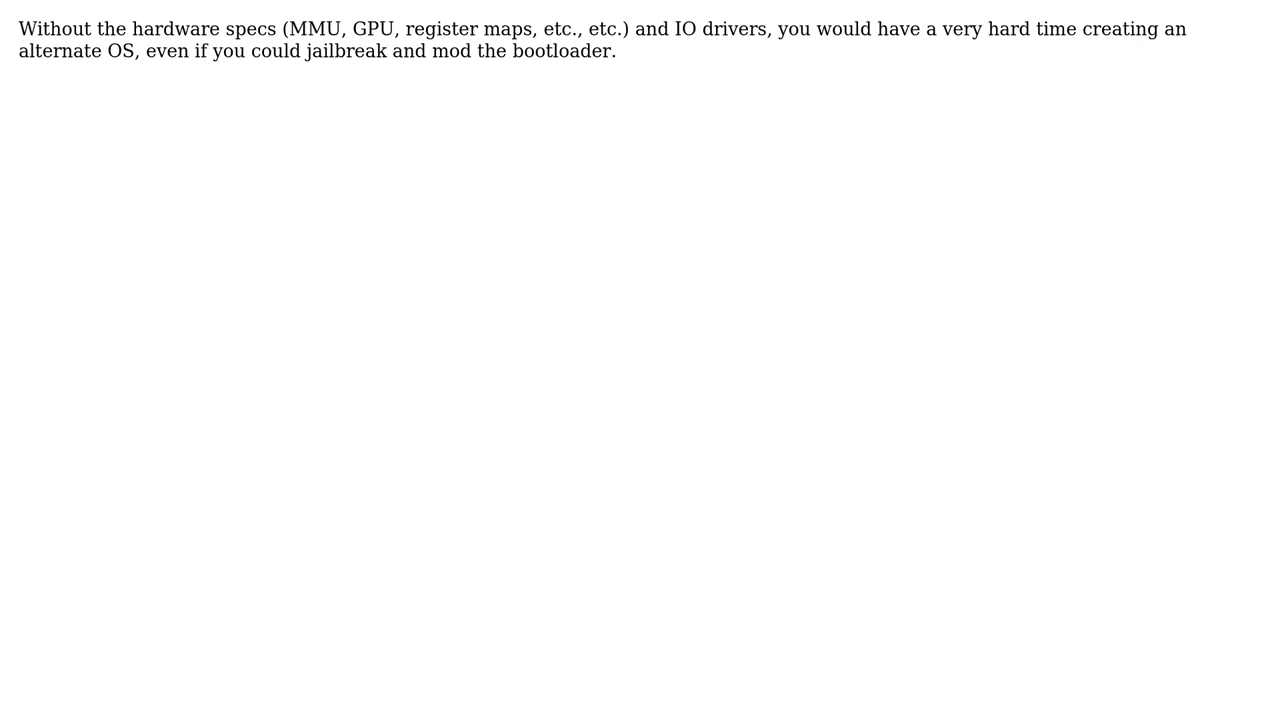 Without the hardware specs (MMU, GPU, register maps, etc., etc.) and IO drivers, you would have a very hard time creating an
alternate OS, even if you could jailbreak and mod the bootloader.